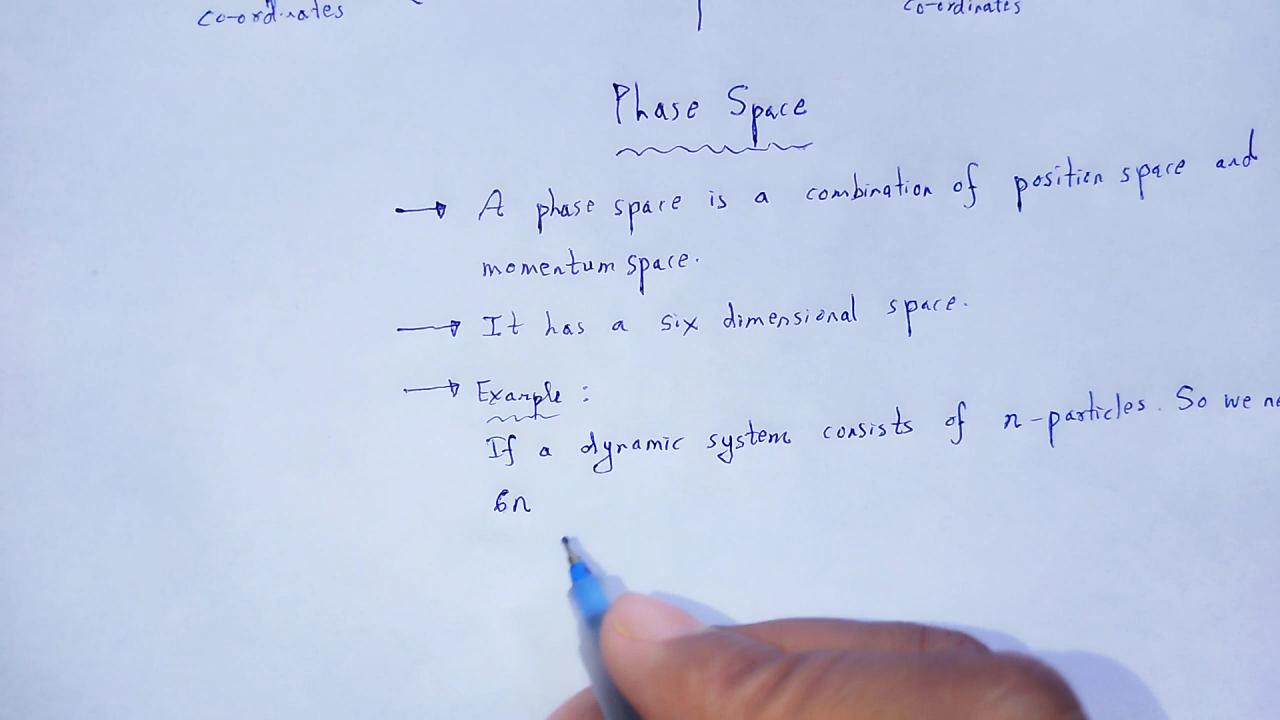 co-ordinates co-ordinates
Phase Space
A phase space is a combination of position space and
momentum space.
It has a six dimensional space.
Example :
If a dynamic system consists of n-particles. So we ne
6n